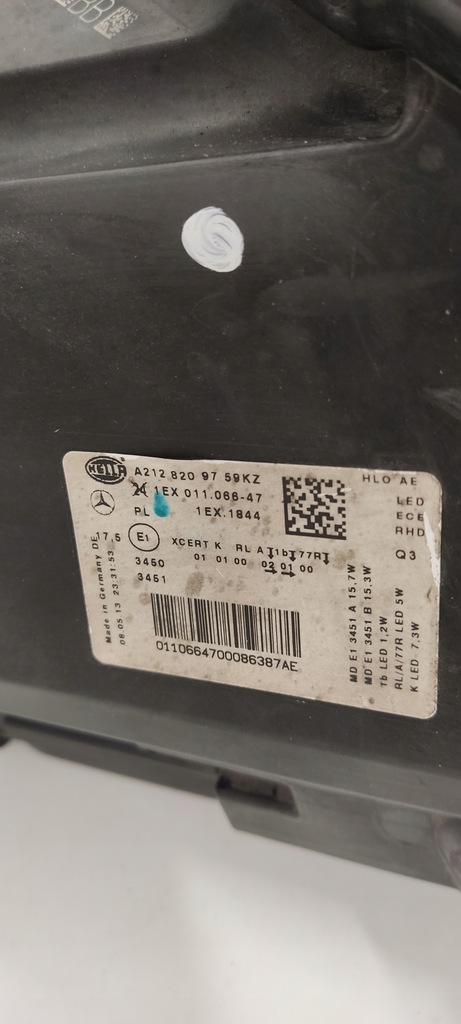 HELLA
A212 820 97 59KZ
1EX 011.066-47
PL
1EX.1844
HLO AE
LED
ECE
RHD
Q3
17,5
E1
XCERT K RL A 1b 77R
01 01 00 02 01 00
3450
3451
0110664700086387AE
Made in Germany DE
08.05.13 23:31:53
MD E1 3451 A 15.7W
MD E1 3451 B 15.3W
Tb LED 1,2W
RL/A/77R LED 5W
K LED. 7,3W